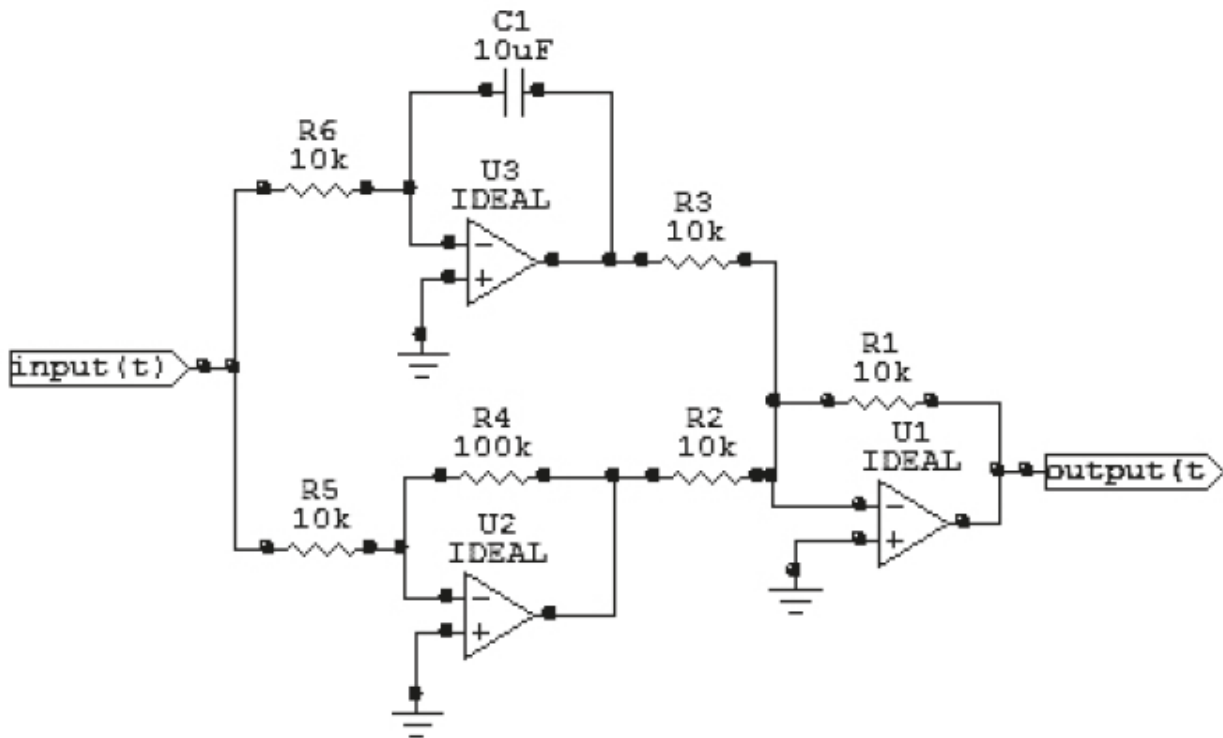 C1
10uF
R6
10k
U3
IDEAL
-
+
R3
10k
input(t)
R1
10k
R4
100k
R2
10k
U1
IDEAL
output(t
-
+
R5
10k
U2
IDEAL
-
+